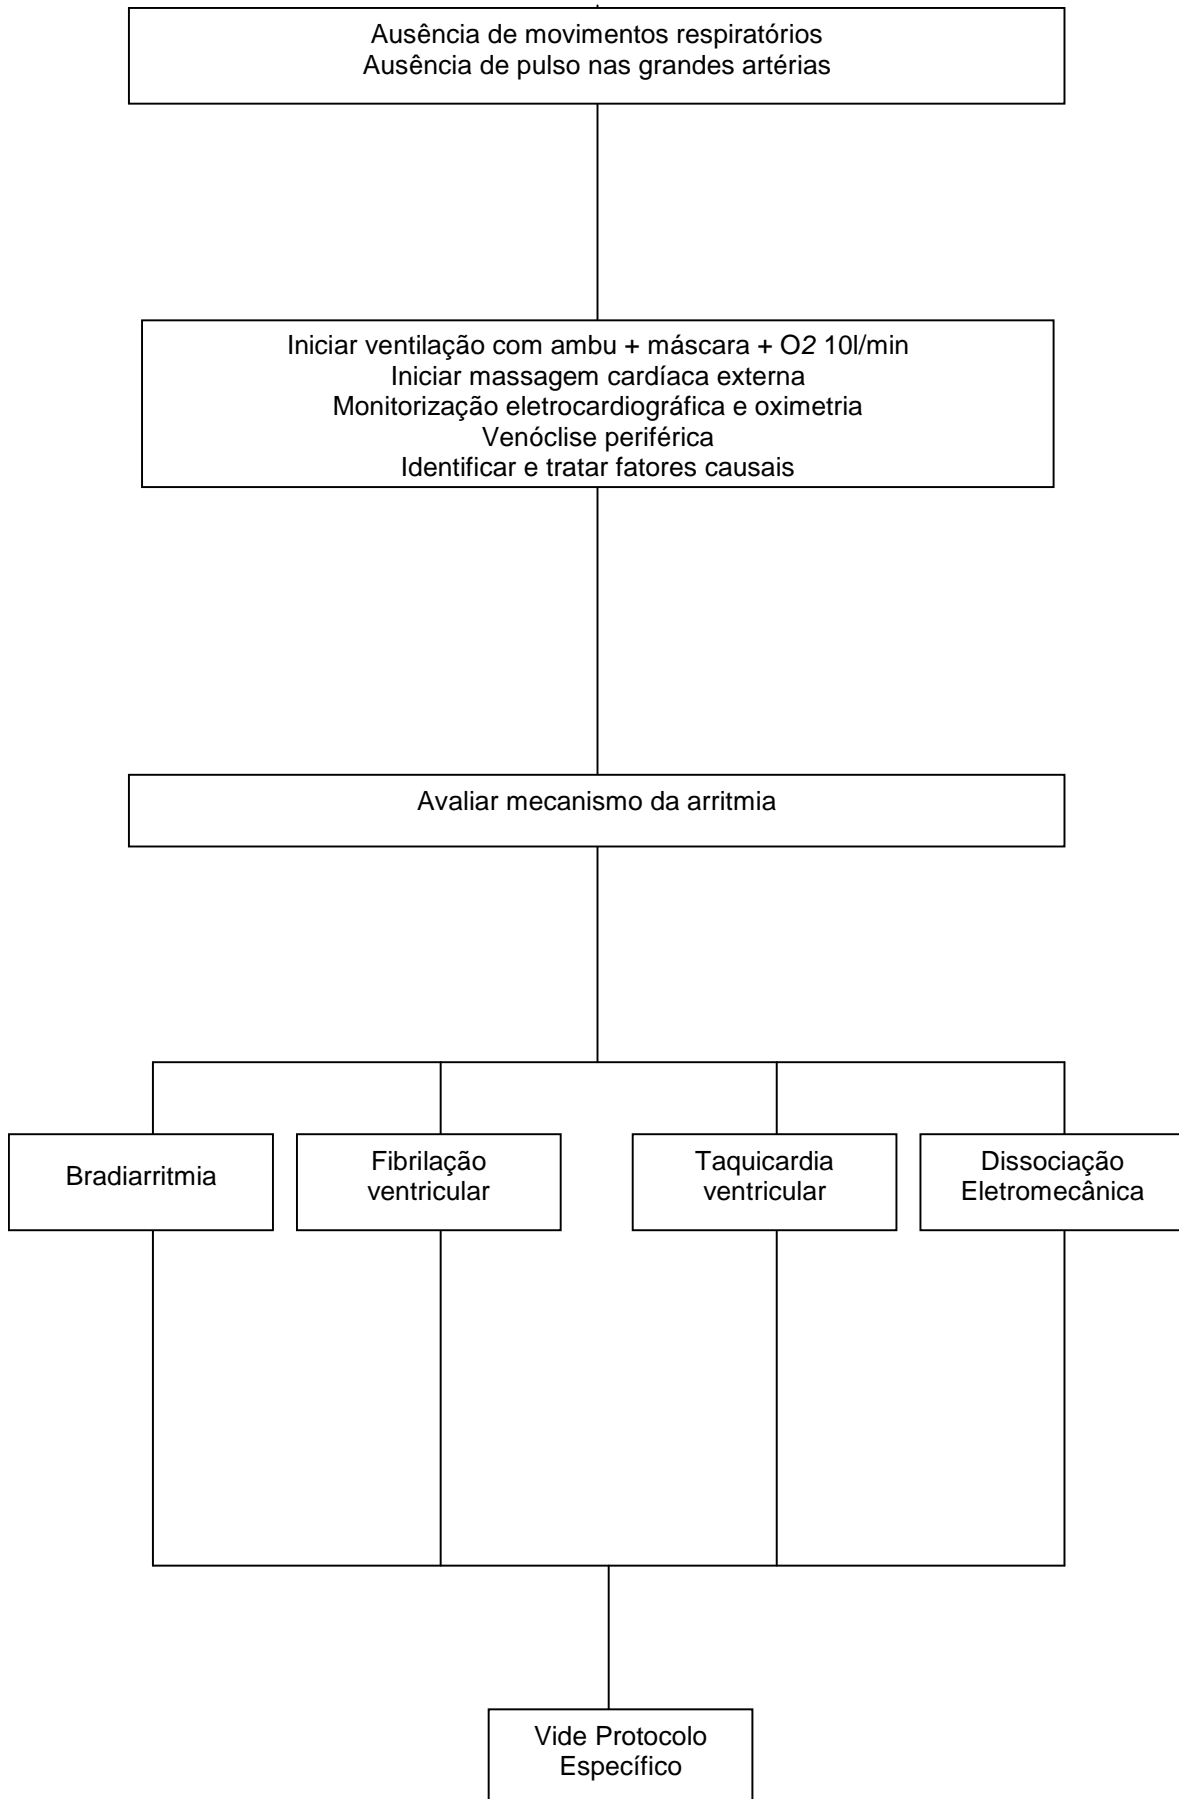 Ausência de movimentos respiratórios
Ausência de pulso nas grandes artérias
Iniciar ventilação com ambu + máscara + O2 10l/min
Iniciar massagem cardíaca externa
Monitorização eletrocardiográfica e oximetria
Venóclise periférica
Identificar e tratar fatores causais
Avaliar mecanismo da arritmia
Bradiarritmia
Fibrilação
ventricular
Taquicardia
ventricular
Dissociação
Eletromecânica
Vide Protocolo
Específico